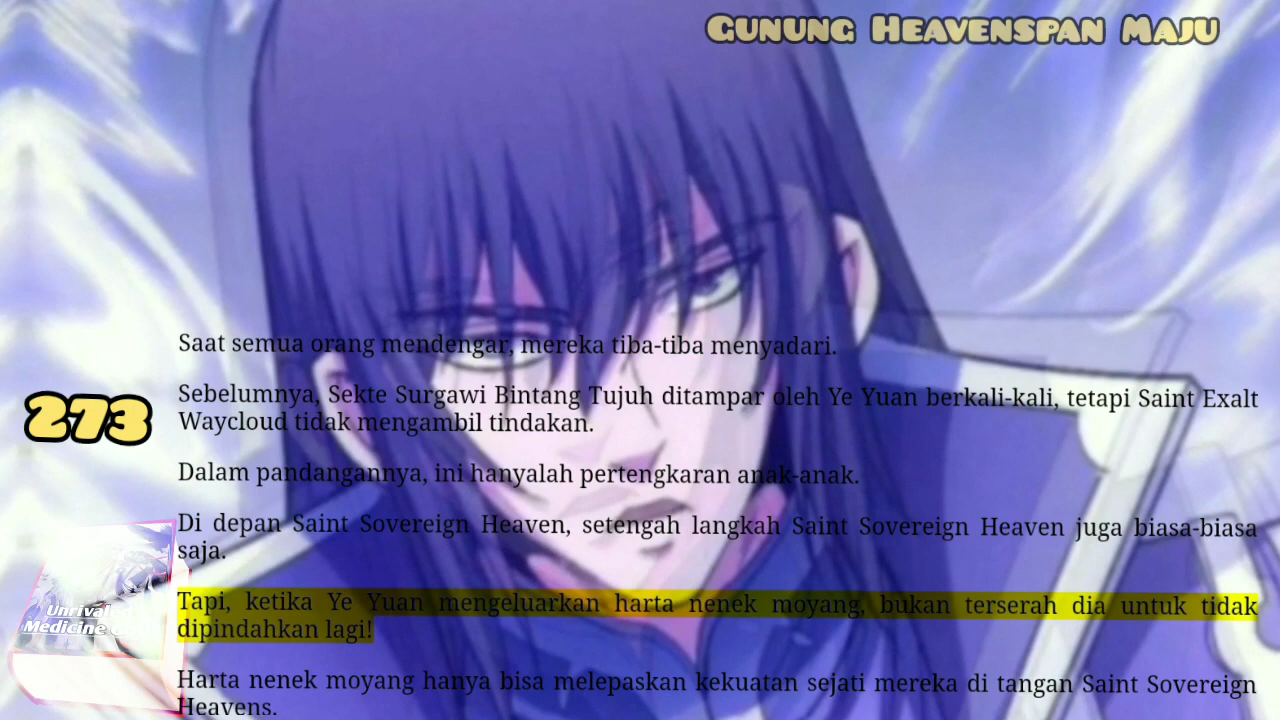 Gunung Heavenspan Maju
Saat semua orang mendengar, mereka tiba-tiba menyadari.
273
Sebelumnya, Sekte Surgawi Bintang Tujuh ditampar oleh Ye Yuan berkali-kali, tetapi Saint Exalt
Waycloud tidak mengambil tindakan.
Dalam pandangannya, ini hanyalah pertengkaran anak-anak.
Di depan Saint Sovereign Heaven, setengah langkah Saint Sovereign Heaven juga biasa-biasa
saja.
Tapi, ketika Ye Yuan mengeluarkan harta nenek moyang, bukan terserah dia untuk tidak
dipindahkan lagi!
Unrivaled
Medicine
Harta nenek moyang hanya bisa melepaskan kekuatan sejati mereka di tangan Saint Sovereign
Heavens.